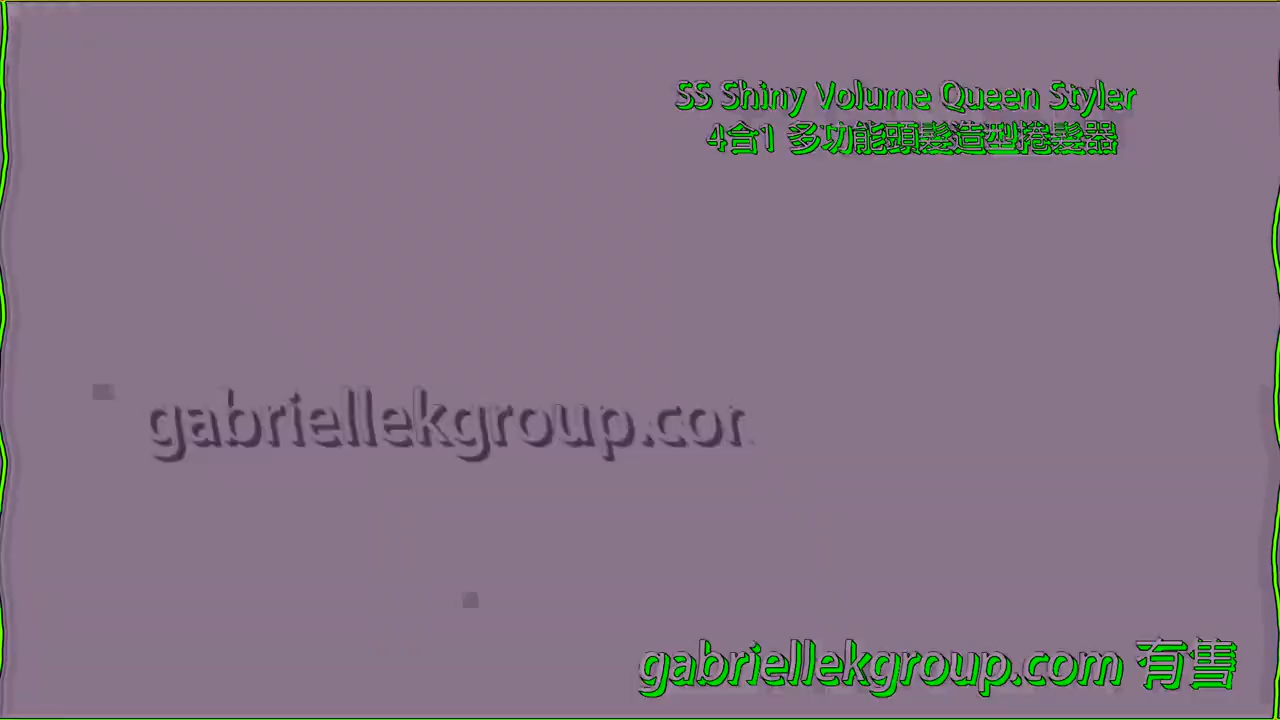 SS Shiny Volume Queen Styler
4合1 多功能頭髮造型捲髮器
gabriellekgroup.cor
gabriellekgroup.com 有售